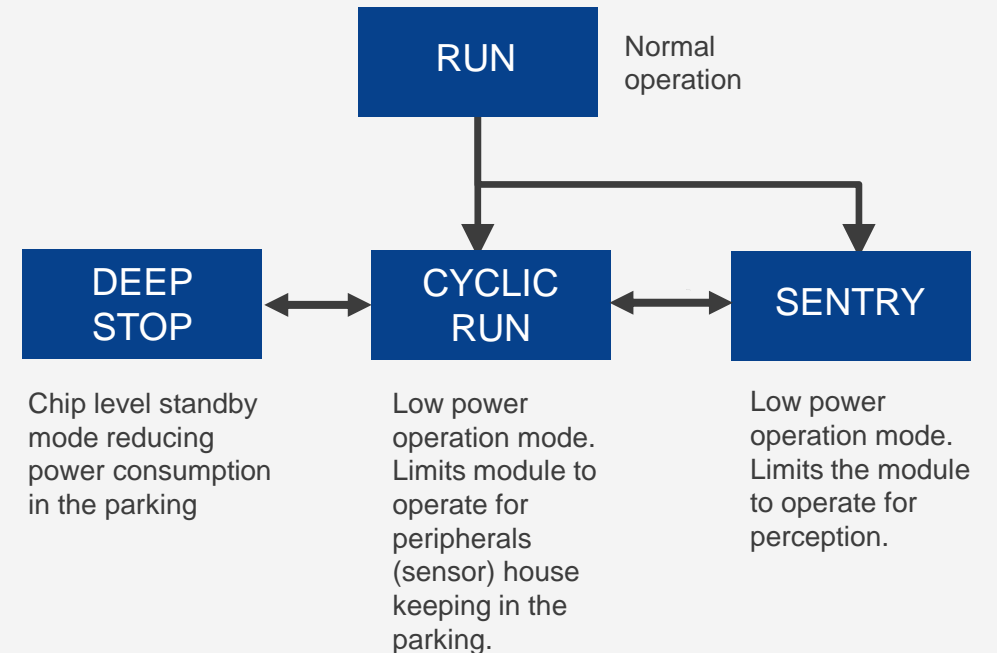 RUN
Normal
operation
DEEP
STOP
CYCLIC
RUN
SENTRY
Chip level standby
mode reducing
power consumption
in the parking
Low power
operation mode.
Limits module to
operate for
peripherals
(sensor) house
keeping in the
parking.
Low power
operation mode.
Limits the module
to operate for
perception.